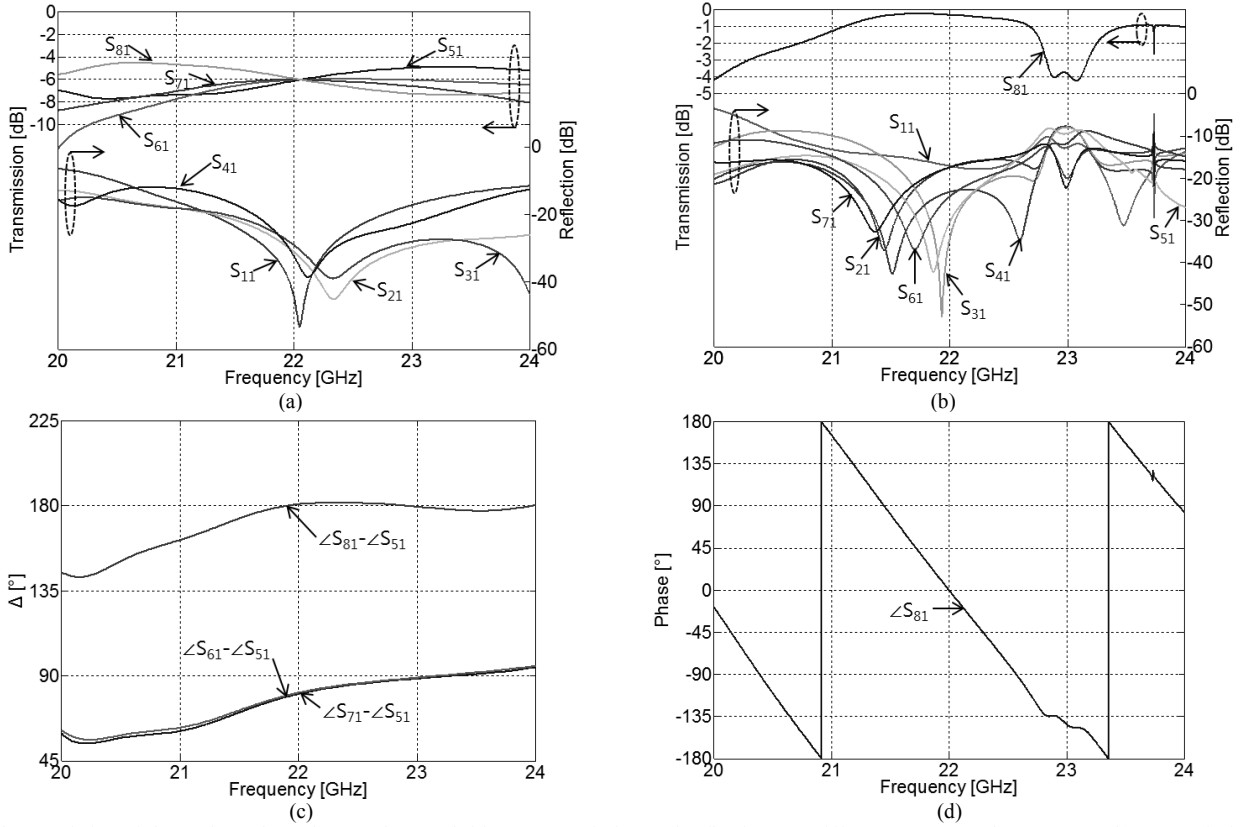 0
-2
-4
-6
-8
-10
Transmission [dB]
S81
S51
S71
S61
S41
S11
S21
S31
0
-20
-40
-60
Reflection [dB]
20 21 22 23 24
Frequency [GHz]
(a)
0
-1
-2
-3
-4
-5
Transmission [dB]
S81
S11
S71
S21
S61
S31
S41
S51
0
-10
-20
-30
-40
-50
-60
Reflection [dB]
20 21 22 23 24
Frequency [GHz]
(b)
225
180
135
90
45
Δ [°]
∠S81-∠S51
∠S61-∠S51
∠S71-∠S51
20 21 22 23 24
Frequency [GHz]
(c)
180
135
90
45
0
-45
-90
-135
-180
Phase [°]
∠S81
20 21 22 23 24
Frequency [GHz]
(d)